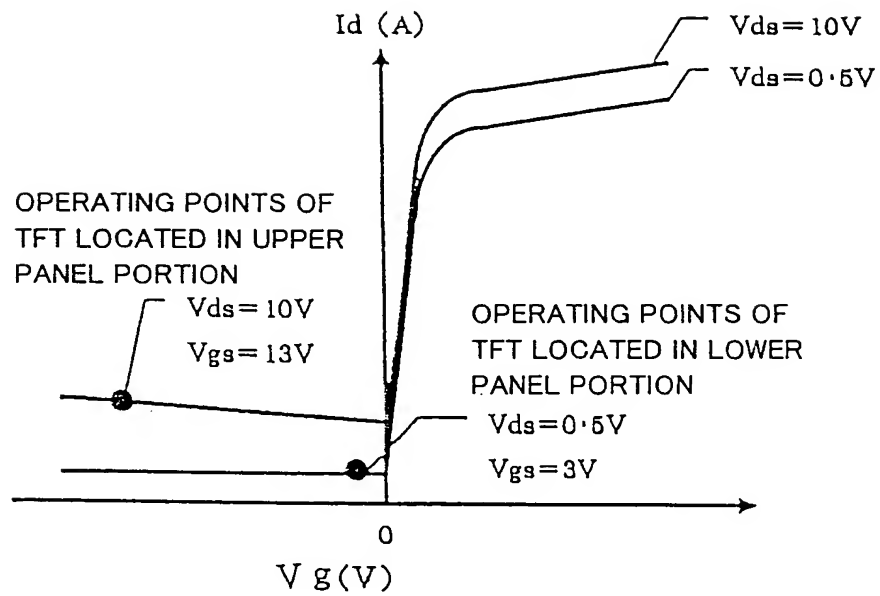 Id (A)
Vds=10V
Vds=0·5V
OPERATING POINTS OF
TFT LOCATED IN UPPER
PANEL PORTION
Vds=10V
Vgs=13V
OPERATING POINTS OF
TFT LOCATED IN LOWER
PANEL PORTION
Vds=0·5V
Vgs=3V
0
Vg(V)